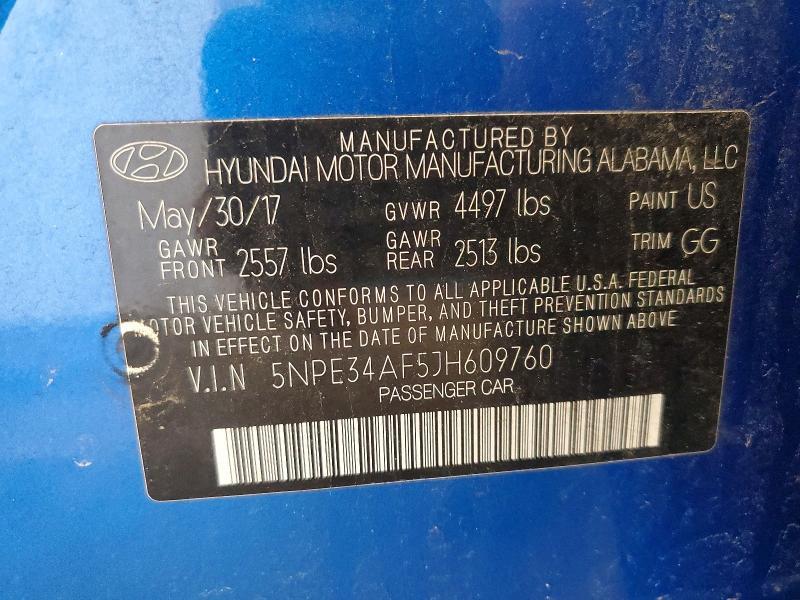 MANUFACTURED BY
HYUNDAI MOTOR MANUFACTURING ALABAMA, LLC
May/30/17 GVWR 4497 lbs PAINT US
GAWR FRONT 2557 lbs GAWR REAR 2513 lbs TRIM GG
THIS VEHICLE CONFORMS TO ALL APPLICABLE U.S.A. FEDERAL
MOTOR VEHICLE SAFETY, BUMPER, AND THEFT PREVENTION STANDARDS
IN EFFECT ON THE DATE OF MANUFACTURE SHOWN ABOVE
V.I.N 5NPE34AF5JH609760
PASSENGER CAR